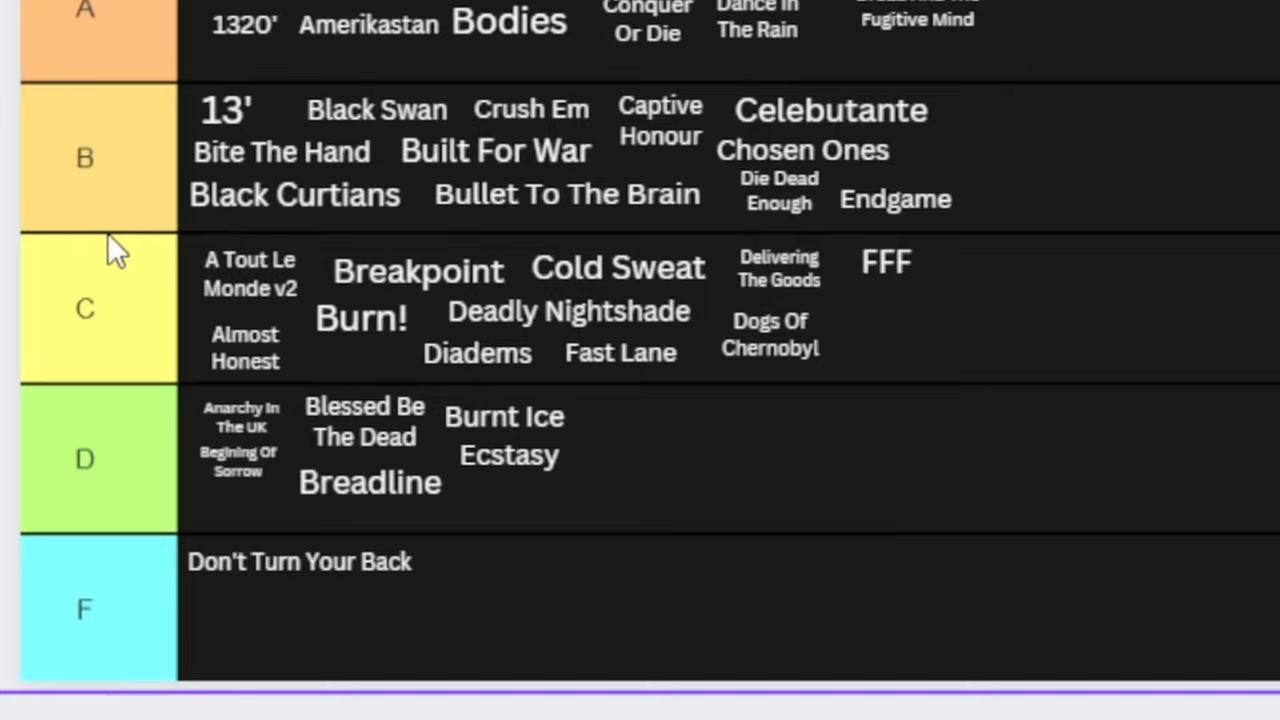 A
1320' Amerikastan Bodies
Conquer
Or Die
Dance In
The Rain
Fugitive Mind
B
13' Black Swan Crush Em
Captive
Honour
Celebutante
Bite The Hand Built For War
Chosen Ones
Black Curtians Bullet To The Brain
Die Dead
Enough
Endgame
C
A Tout Le
Monde v2
Breakpoint Cold Sweat
Delivering
The Goods
FFF
Burn! Deadly Nightshade
Dogs Of
Chernobyl
Almost
Honest
Diadems Fast Lane
D
Anarchy In
The UK
Blessed Be
The Dead
Burnt Ice
Begining Of
Sorrow
Ecstasy
Breadline
F
Don't Turn Your Back